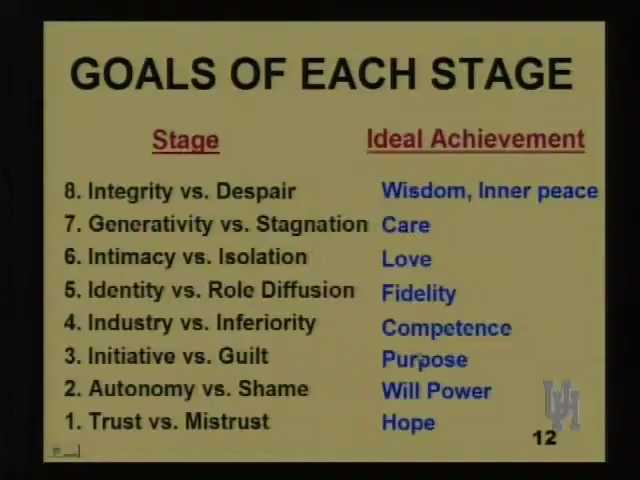 GOALS OF EACH STAGE
Stage Ideal Achievement
8. Integrity vs. Despair Wisdom, Inner peace
7. Generativity vs. Stagnation Care
6. Intimacy vs. Isolation Love
5. Identity vs. Role Diffusion Fidelity
4. Industry vs. Inferiority Competence
3. Initiative vs. Guilt Purpose
2. Autonomy vs. Shame Will Power
1. Trust vs. Mistrust Hope
UH
12